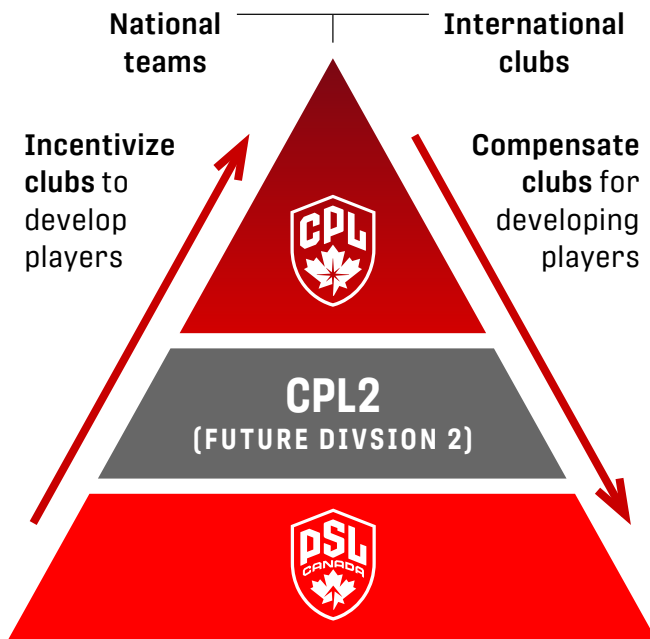 National
teams
International
clubs
Incentivize
clubs to
develop
players
Compensate
clubs for
developing
players
CPL
CPL2
(FUTURE DIVSION 2)
PSL
CANADA